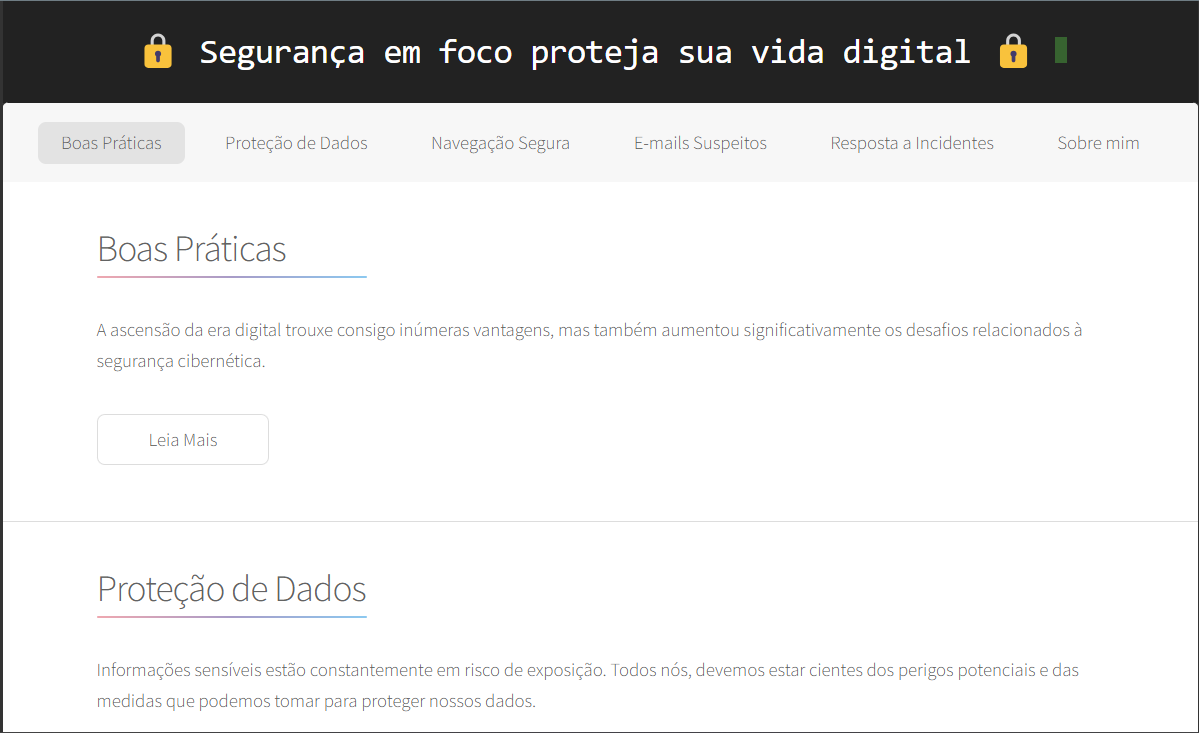 🔒 Segurança em foco proteja sua vida digital 🔒
Boas Práticas Proteção de Dados Navegação Segura E-mails Suspeitos Resposta a Incidentes Sobre mim
Boas Práticas
A ascensão da era digital trouxe consigo inúmeras vantagens, mas também aumentou significativamente os desafios relacionados à
segurança cibernética.
Leia Mais
Proteção de Dados
Informações sensíveis estão constantemente em risco de exposição. Todos nós, devemos estar cientes dos perigos potenciais e das
medidas que podemos tomar para proteger nossos dados.